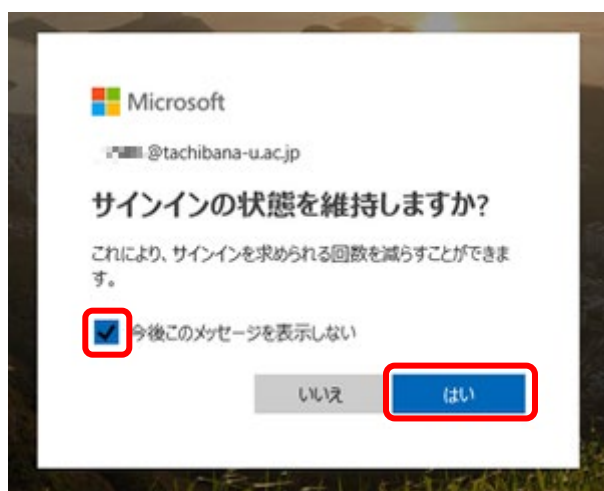 Microsoft
@tachibana-u.ac.jp
サインインの状態を維持しますか?
これにより、サインインを求められる回数を減らすことができま
す。
今後このメッセージを表示しない
いいえ
はい